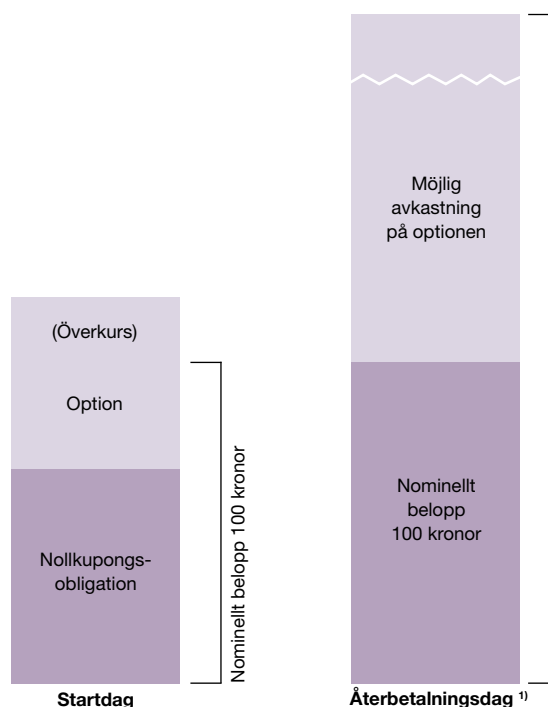 (Överkurs)
Option
Nollkupongs-
obligation
Startdag
Nominellt belopp 100 kronor
Möjlig
avkastning
på optionen
Nominellt
belopp
100 kronor
Återbetalningsdag 1)